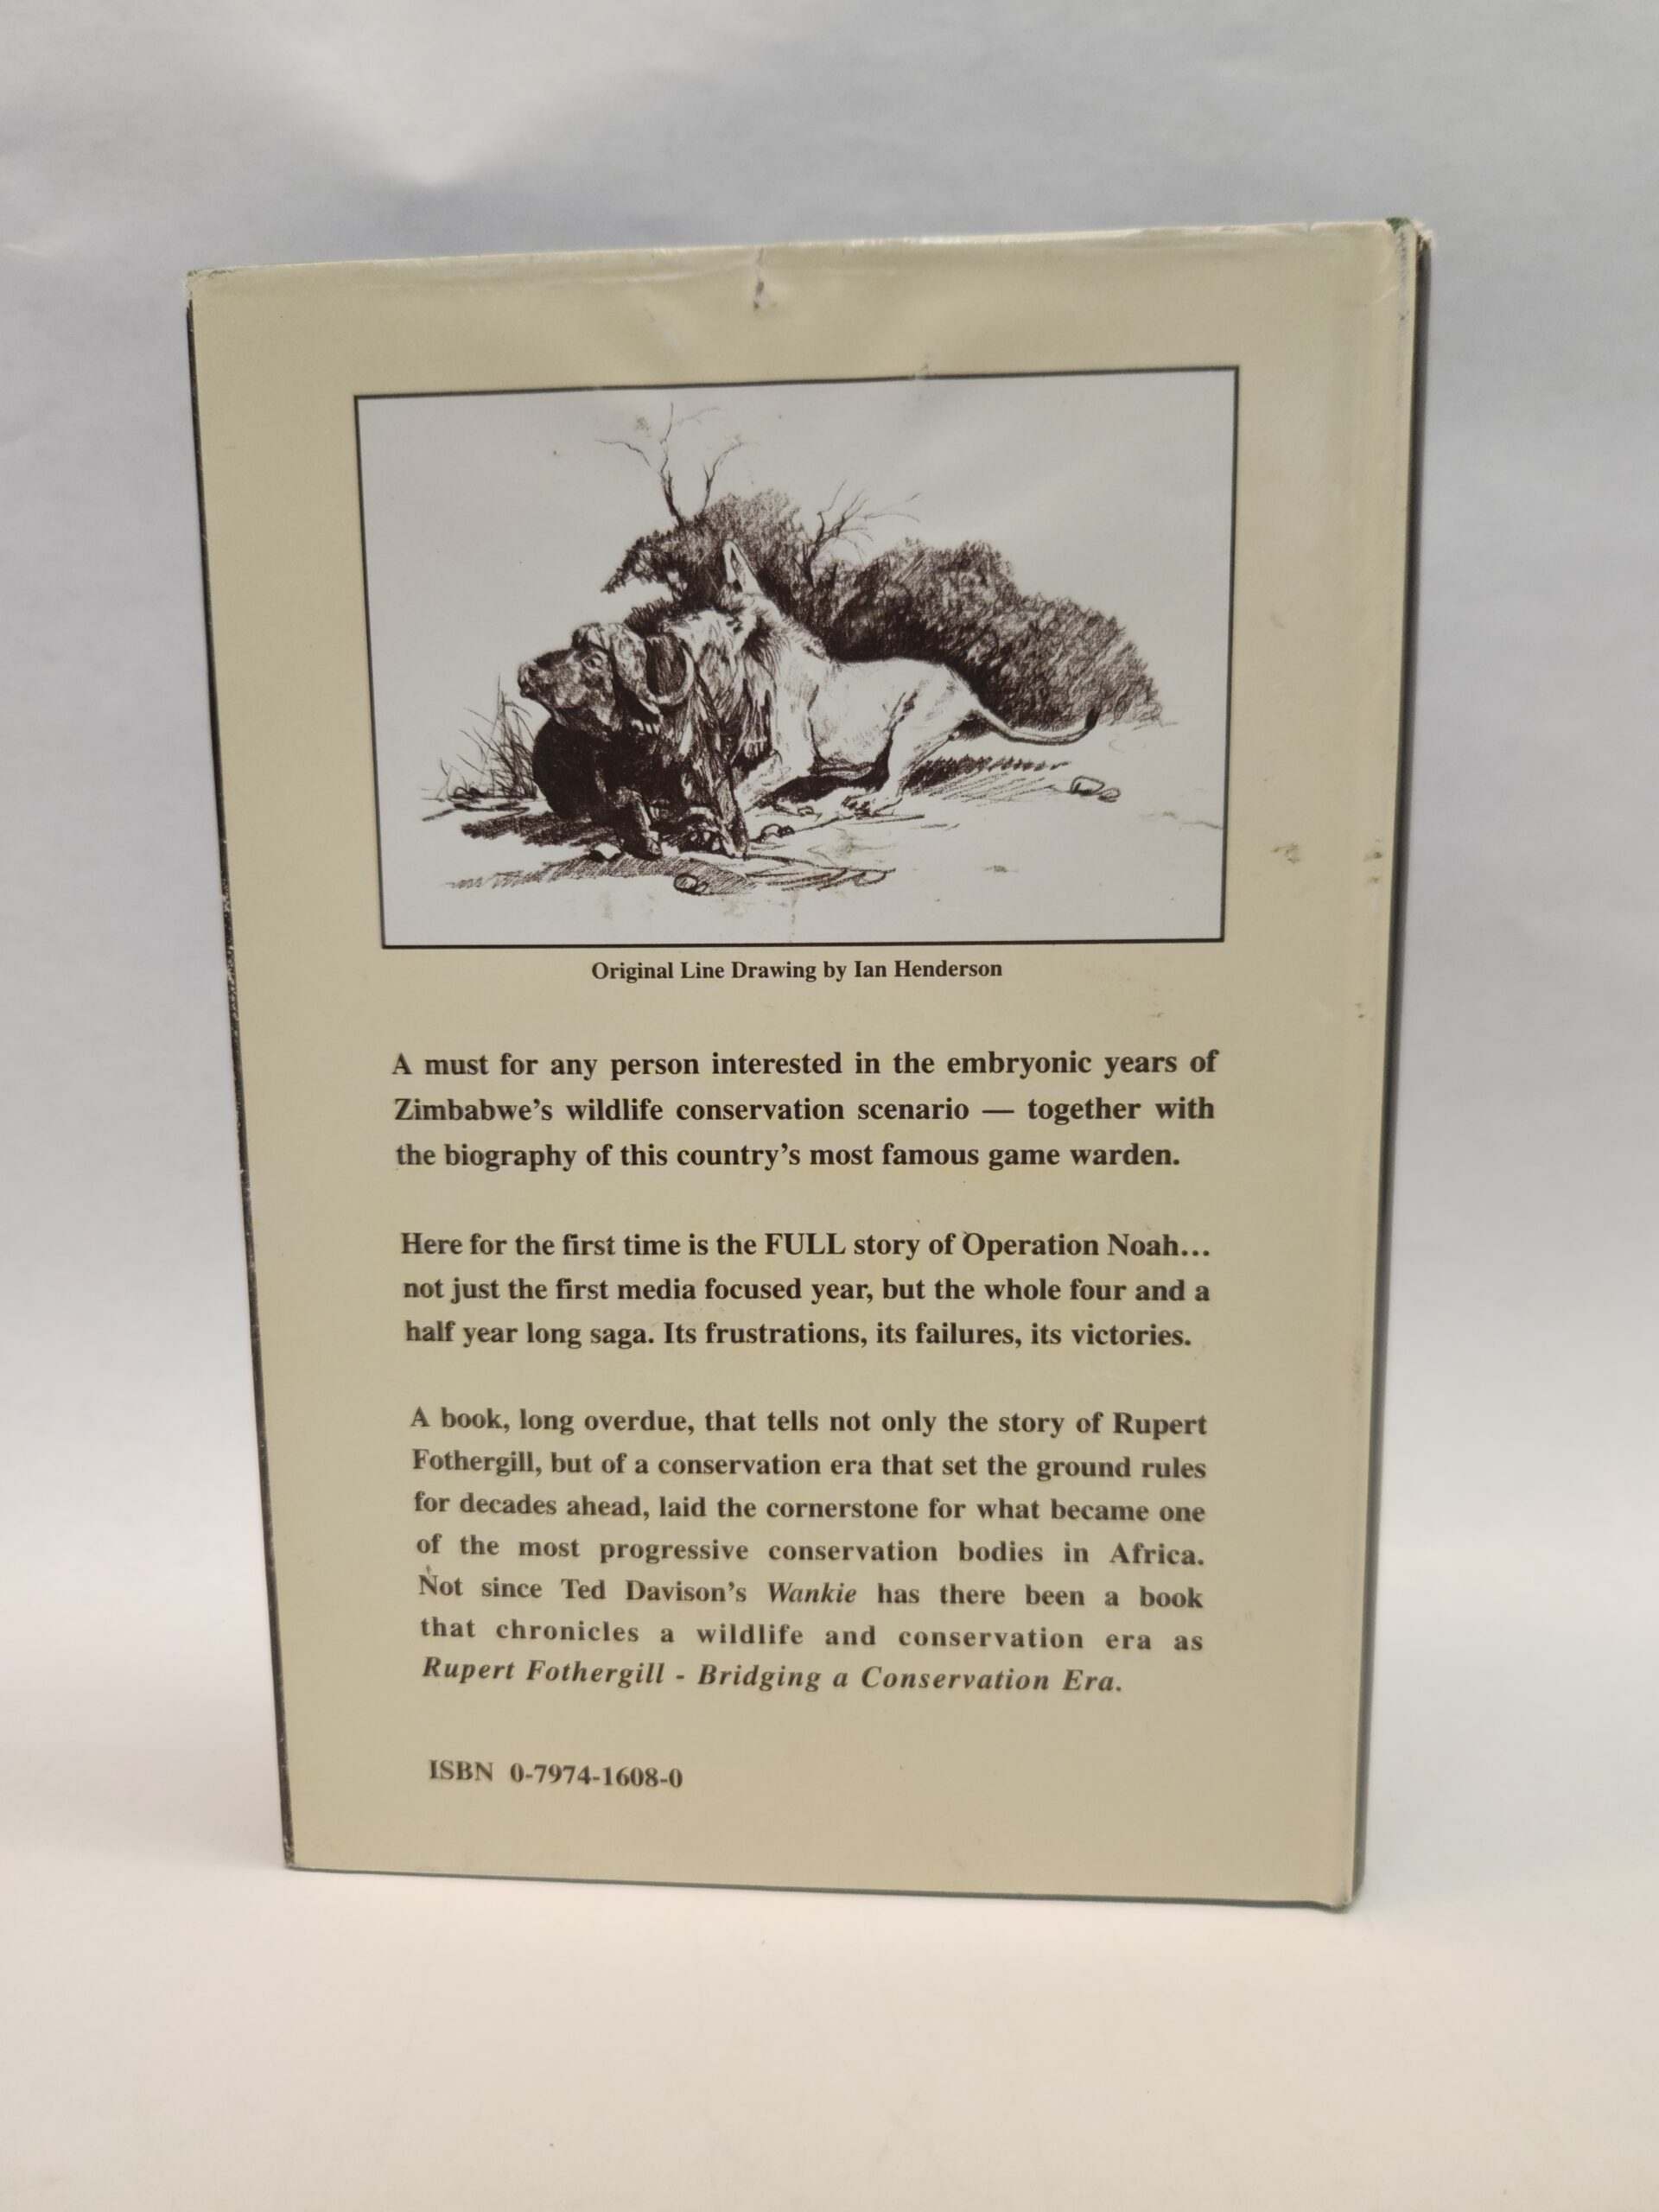 Original Line Drawing by Ian Henderson
A must for any person interested in the embryonic years of
Zimbabwe's wildlife conservation scenario — together with
the biography of this country's most famous game warden.
Here for the first time is the FULL story of Operation Noah...
not just the first media focused year, but the whole four and a
half year long saga. Its frustrations, its failures, its victories.
A book, long overdue, that tells not only the story of Rupert
Fothergill, but of a conservation era that set the ground rules
for decades ahead, laid the cornerstone for what became one
of the most progressive conservation bodies in Africa.
Not since Ted Davison's Wankie has there been a book
that chronicles a wildlife and conservation era as
Rupert Fothergill - Bridging a Conservation Era.
ISBN 0-7974-1608-0